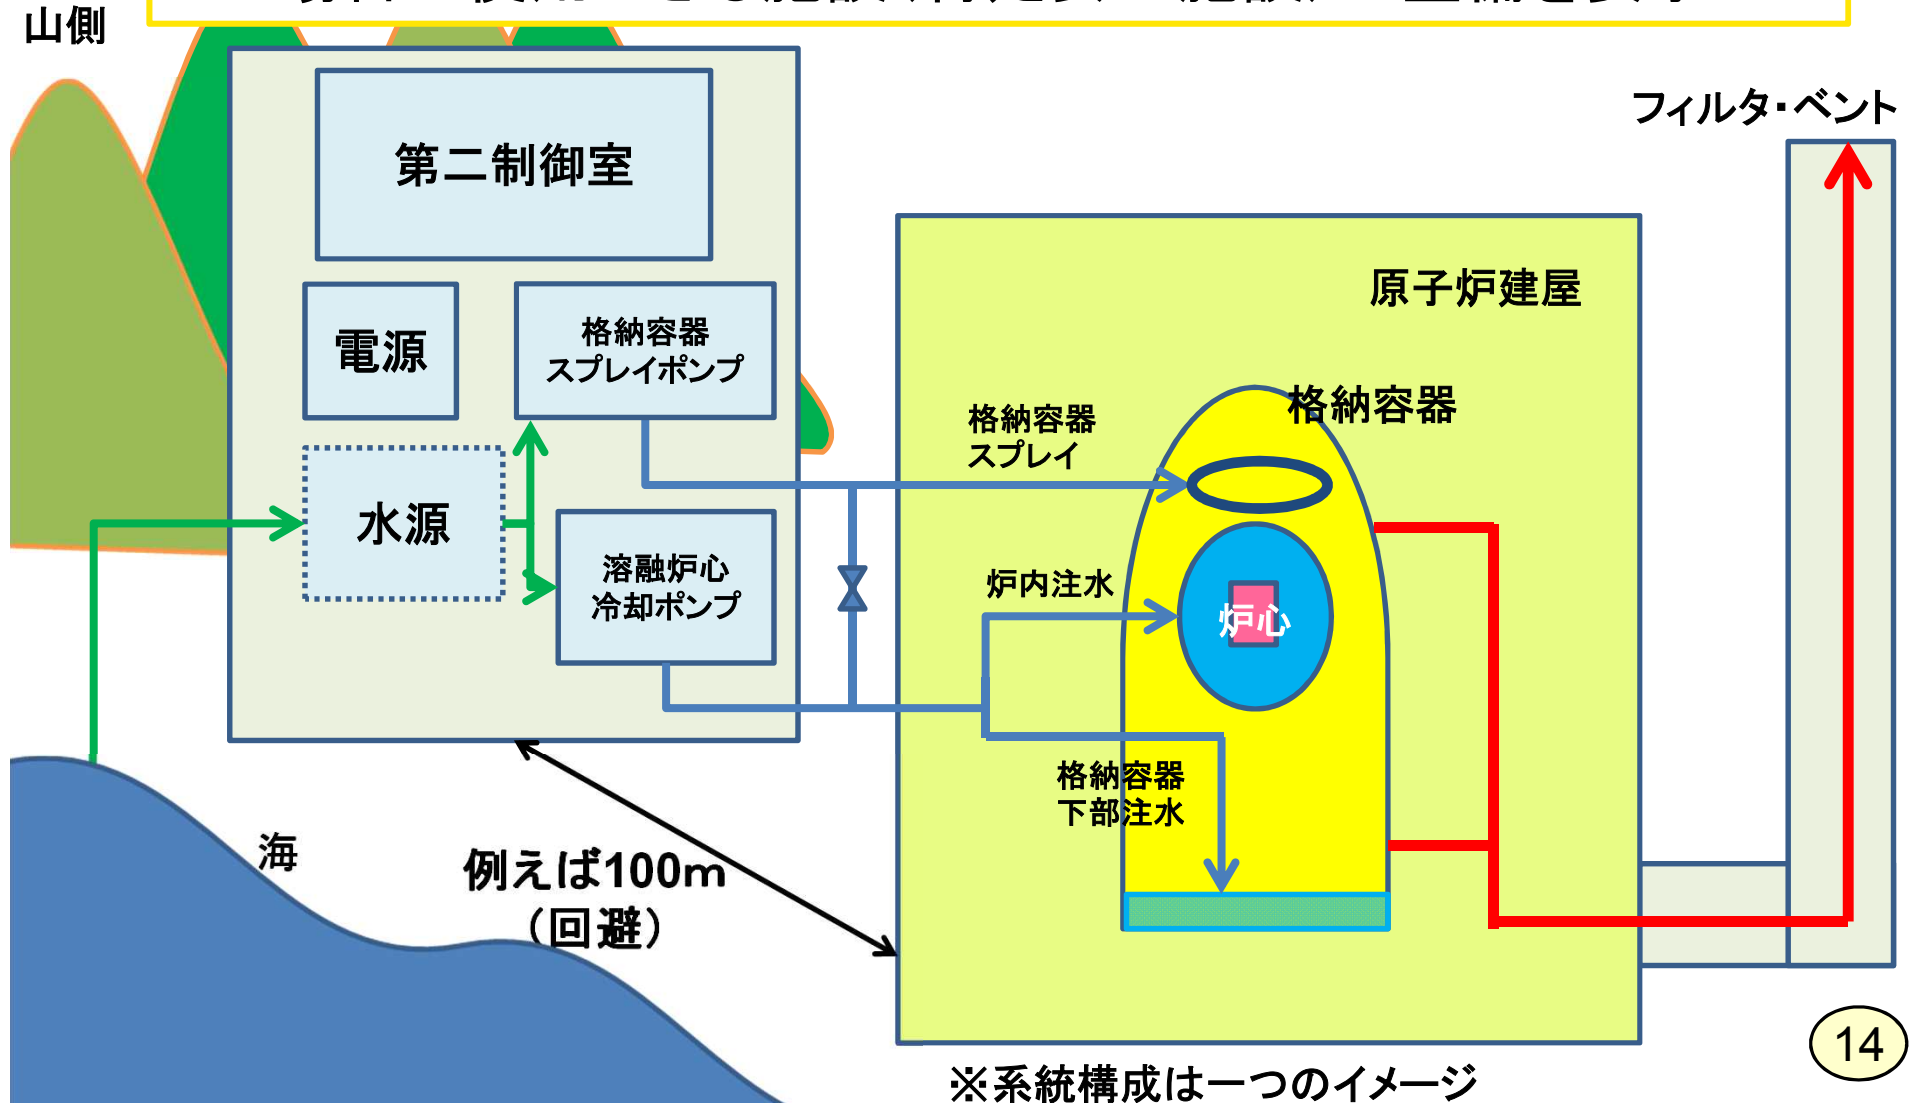 山側
フィルタ・ベント
第二制御室
原子炉建屋
電源
格納容器
スプレイポンプ
格納容器
格納容器
スプレイ
水源
溶融炉心
冷却ポンプ
炉内注水
炉心
格納容器
下部注水
海
例えば100m
（回避）
14
※系統構成は一つのイメージ